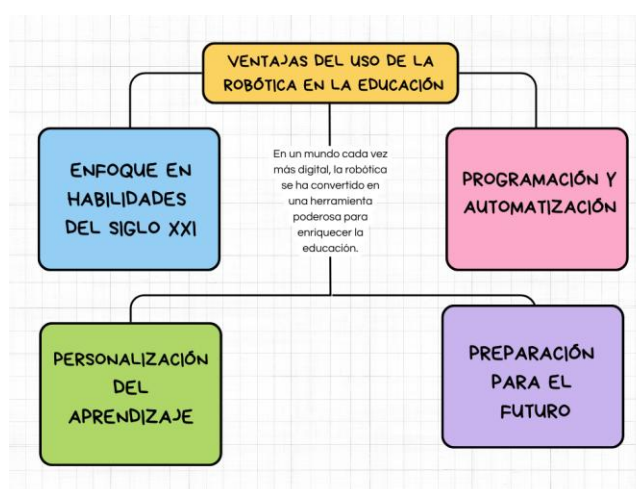 VENTAJAS DEL USO DE LA
ROBÓTICA EN LA EDUCACIÓN
ENFOQUE EN
HABILIDADES
DEL SIGLO XXI
En un mundo cada vez
más digital, la robótica
se ha convertido en
una herramienta
poderosa para
enriquecer la
educación.
PROGRAMACIÓN Y
AUTOMATIZACIÓN
PERSONALIZACIÓN
DEL
APRENDIZAJE
PREPARACIÓN
PARA EL
FUTURO